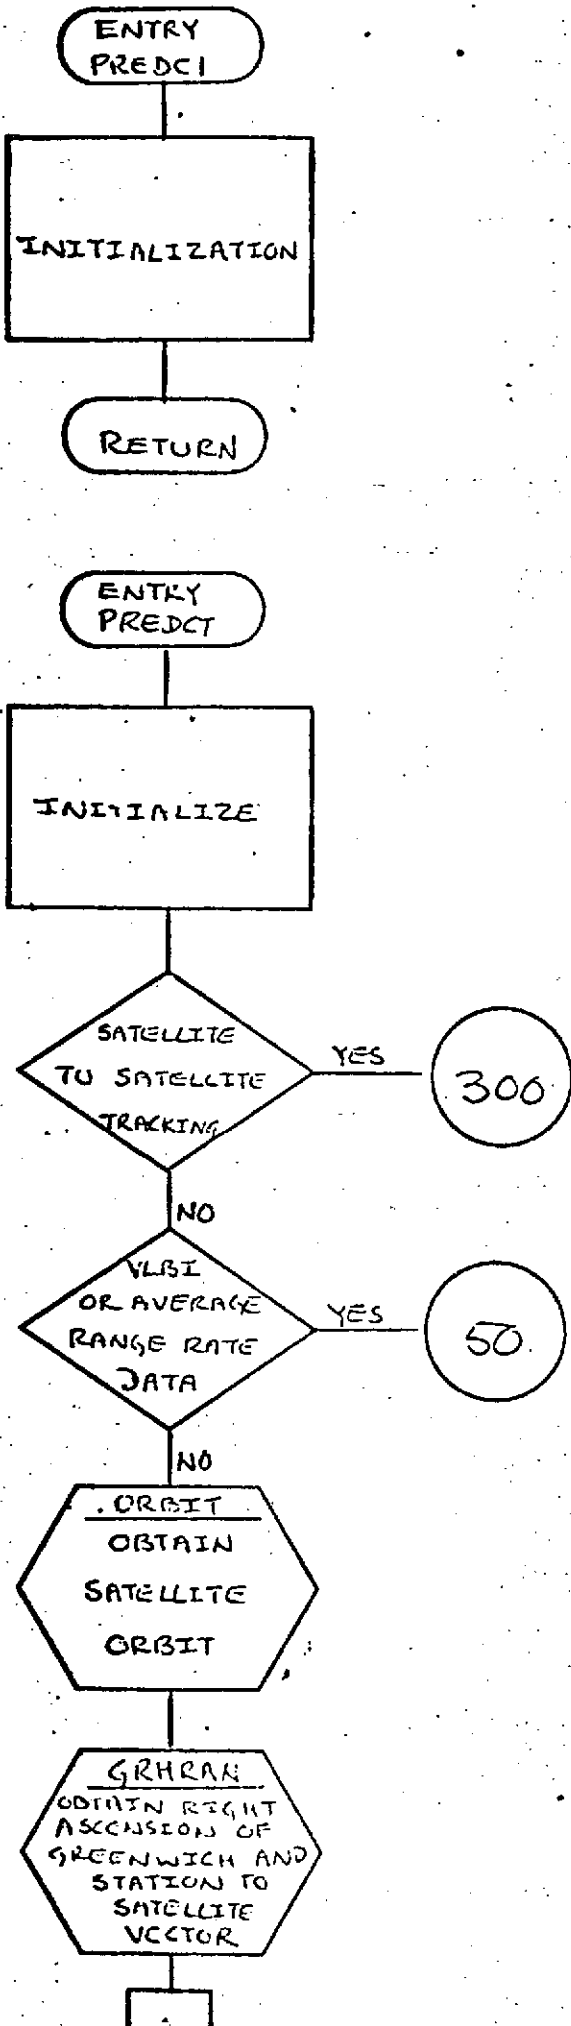 ENTRY
PREDCI
INITIALIZATION
RETURN
ENTRY
PREDCT
INITIALIZE
SATELLITE
TO SATELLITE
TRACKING
YES
300
NO
VLBI
OR AVERAGE
RANGE RATE
DATA
YES
50
NO
ORBIT
OBTAIN
SATELLITE
ORBIT
GRHRAN
OBTAIN RIGHT
ASCENSION OF
GREENWICH AND
STATION TO
SATELLITE
VECTOR